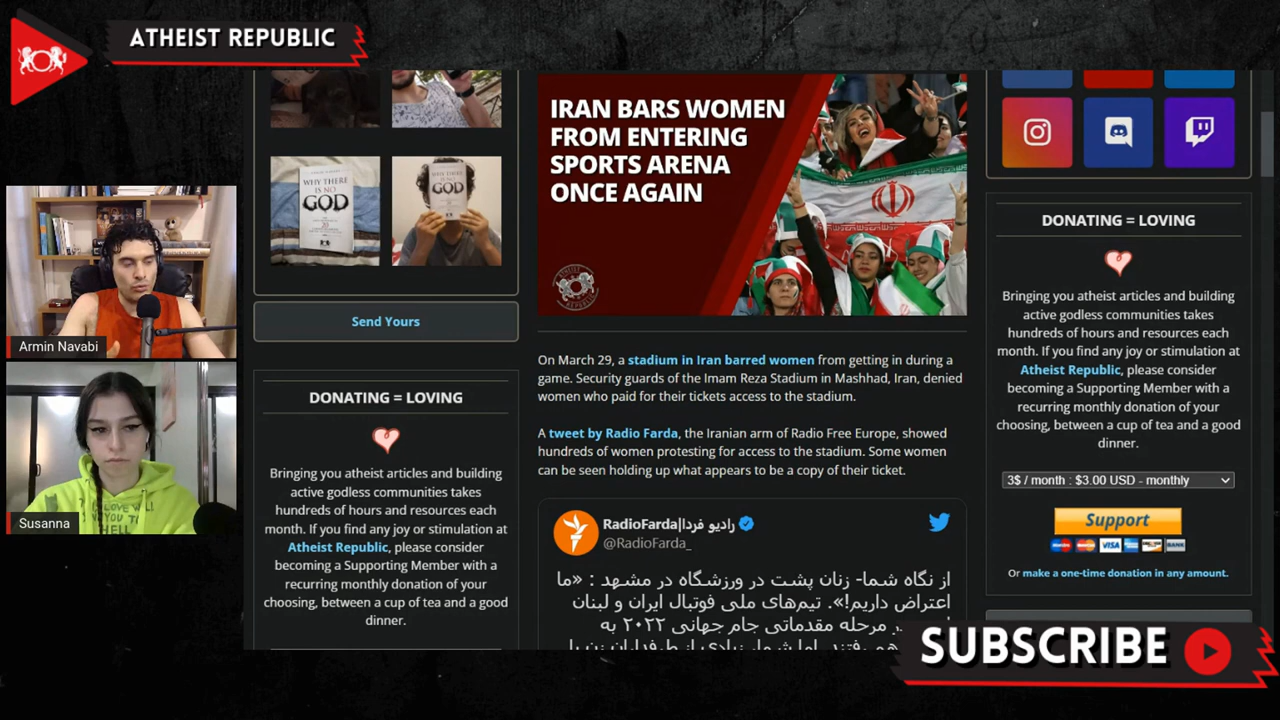 ATHEIST REPUBLIC
WHY THERE
IS NO
GOD
WHY THERE
IS NO
GOD
Send Yours
DONATING = LOVING
Bringing you atheist articles and building
active godless communities takes
hundreds of hours and resources each
month. If you find any joy or stimulation at
Atheist Republic, please consider
becoming a Supporting Member with a
recurring monthly donation of your
choosing, between a cup of tea and a good
dinner.
IRAN BARS WOMEN
FROM ENTERING
SPORTS ARENA
ONCE AGAIN
ATHEIST
REPUBLIC
On March 29, a stadium in Iran barred women from getting in during a
game. Security guards of the Imam Reza Stadium in Mashhad, Iran, denied
women who paid for their tickets access to the stadium.
A tweet by Radio Farda, the Iranian arm of Radio Free Europe, showed
hundreds of women protesting for access to the stadium. Some women
can be seen holding up what appears to be a copy of their ticket.
RadioFarda|راديو فردا
@RadioFarda_
از نگاه شما- زنان پشت در ورزشگاه در مشهد : «ما
اعتراض داریم!». تیم‌های ملی فوتبال ایران و لبنان
مرحله مقدماتی جام جهانی ۲۰۲۲ به
DONATING = LOVING
Bringing you atheist articles and building
active godless communities takes
hundreds of hours and resources each
month. If you find any joy or stimulation at
Atheist Republic, please consider
becoming a Supporting Member with a
recurring monthly donation of your
choosing, between a cup of tea and a good
dinner.
3$ / month : $3.00 USD - monthly
Support
VISA
BANK
Or make a one-time donation in any amount.
Armin Navabi
Susanna
SUBSCRIBE